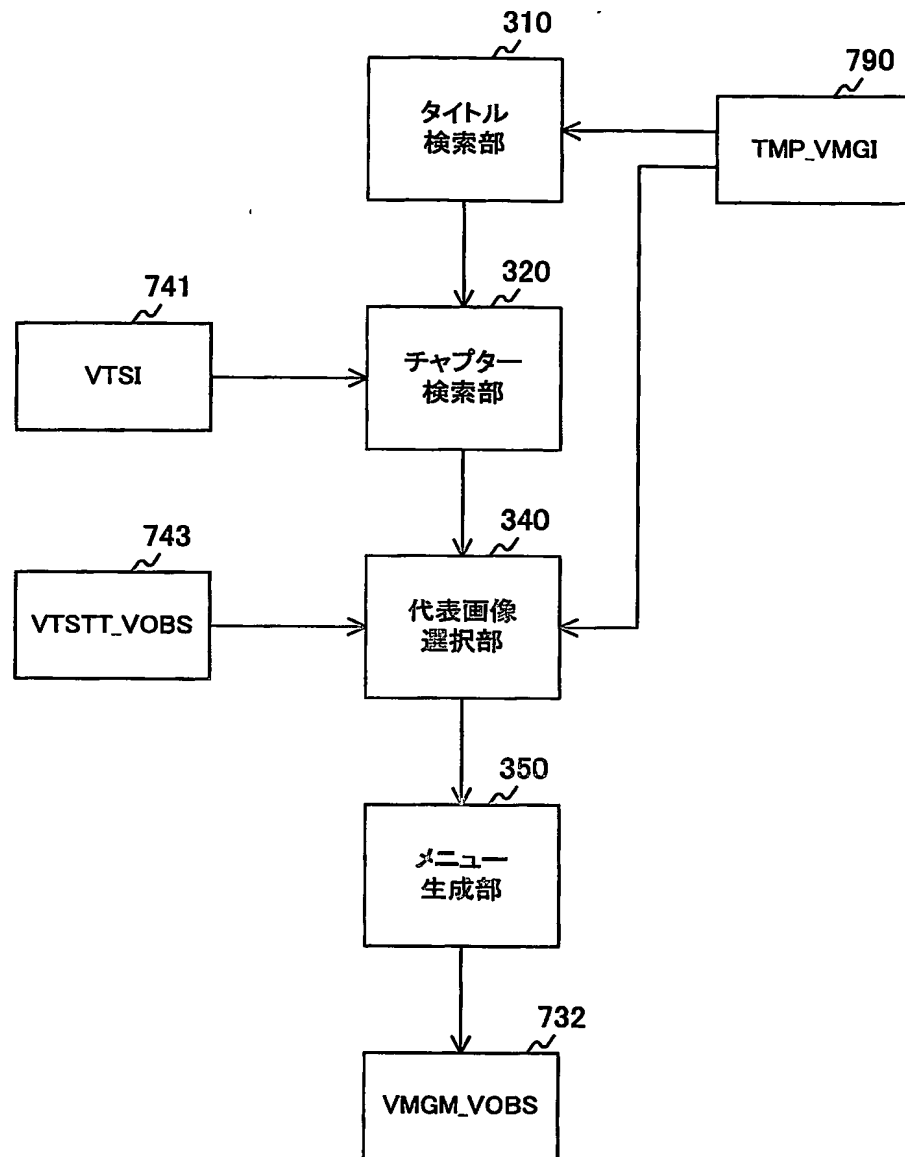 310
タイトル
検索部
790
TMP_VMGI
320
チャプター
検索部
741
VTSI
340
代表画像
選択部
743
VTSTT_VOBS
350
メニュー
生成部
732
VMGM_VOBS